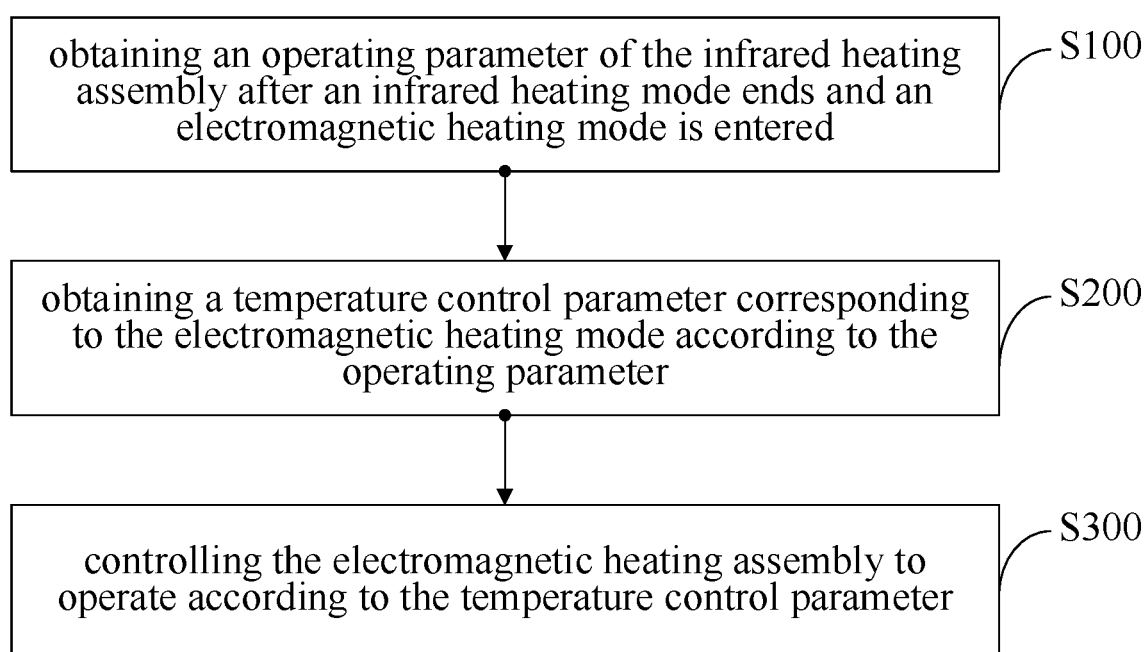 obtaining an operating parameter of the infrared heating
assembly after an infrared heating mode ends and an
electromagnetic heating mode is entered
S100
obtaining a temperature control parameter corresponding
to the electromagnetic heating mode according to the
operating parameter
S200
controlling the electromagnetic heating assembly to
operate according to the temperature control parameter
S300